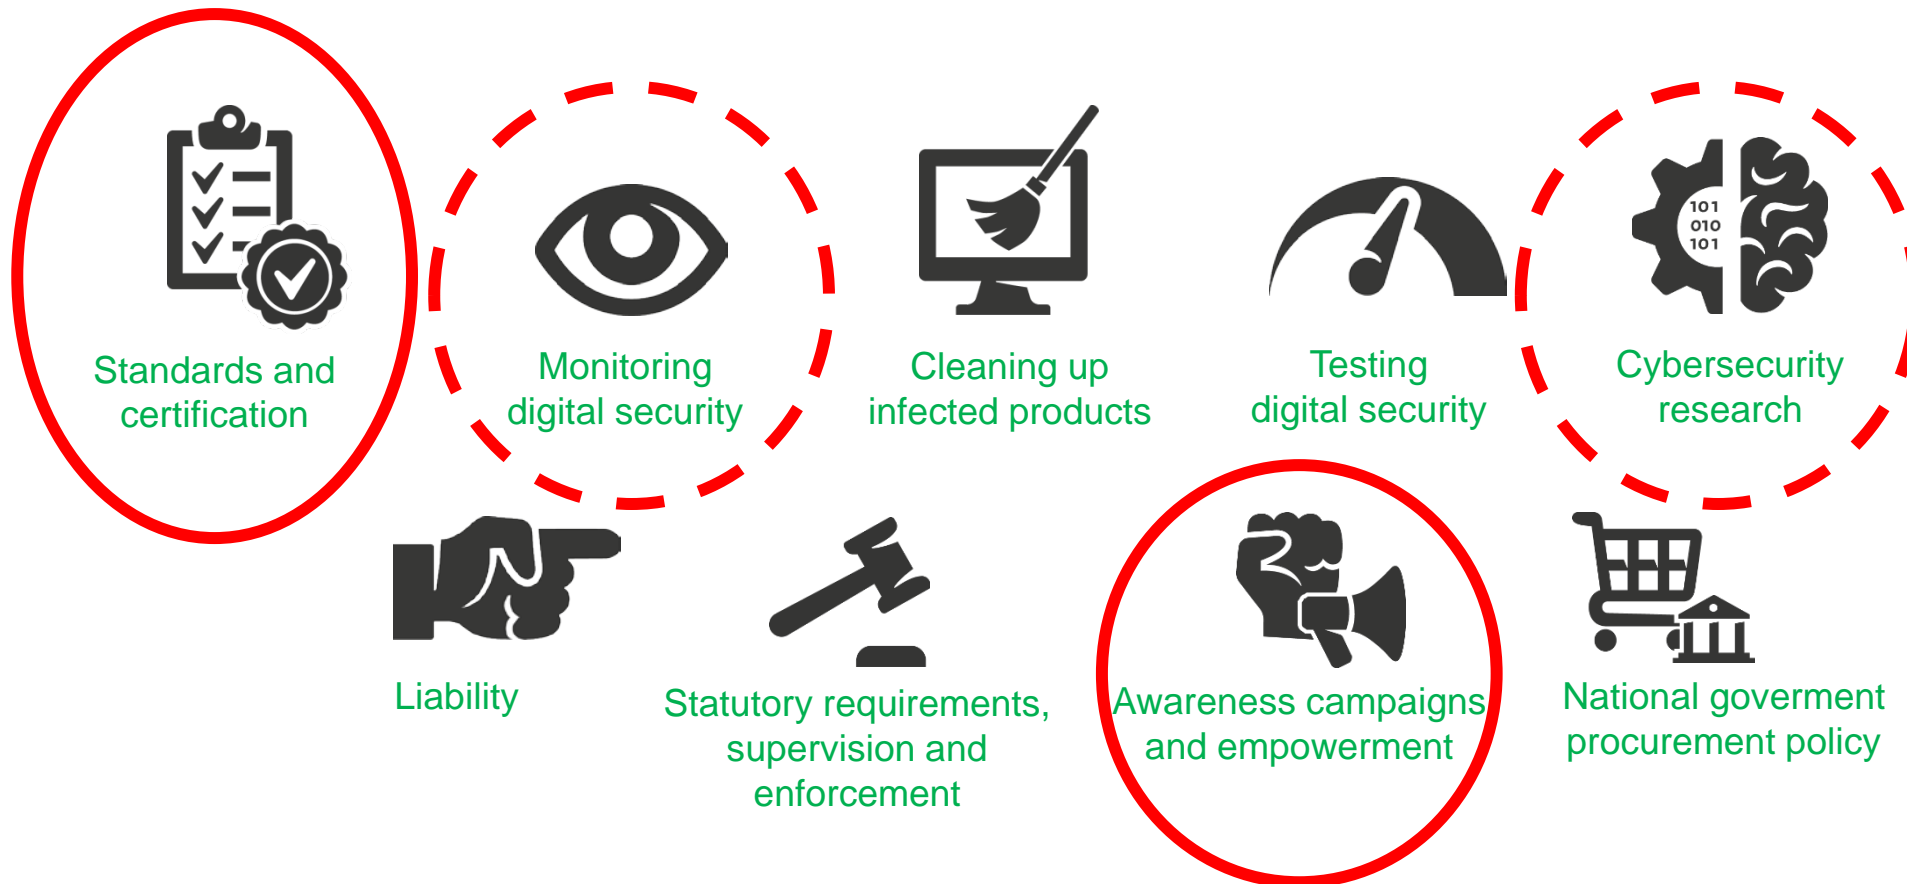 101
010
101
Standards and
certification
Monitoring
digital security
Cleaning up
infected products
Testing
digital security
Cybersecurity
research
Liability
Statutory requirements,
supervision and
enforcement
Awareness campaigns
and empowerment
National goverment
procurement policy